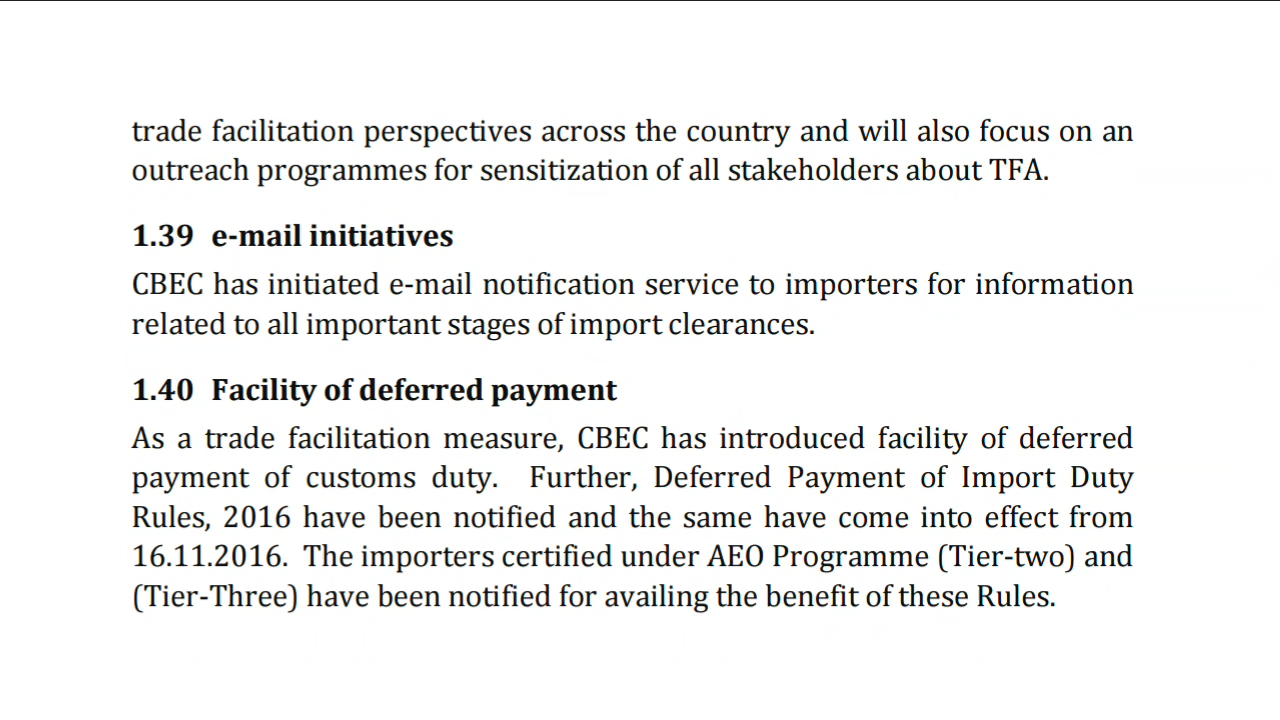 trade facilitation perspectives across the country and will also focus on an
outreach programmes for sensitization of all stakeholders about TFA.
1.39 e-mail initiatives
CBEC has initiated e-mail notification service to importers for information
related to all important stages of import clearances.
1.40 Facility of deferred payment
As a trade facilitation measure, CBEC has introduced facility of deferred
payment of customs duty. Further, Deferred Payment of Import Duty
Rules, 2016 have been notified and the same have come into effect from
16.11.2016. The importers certified under AEO Programme (Tier-two) and
(Tier-Three) have been notified for availing the benefit of these Rules.